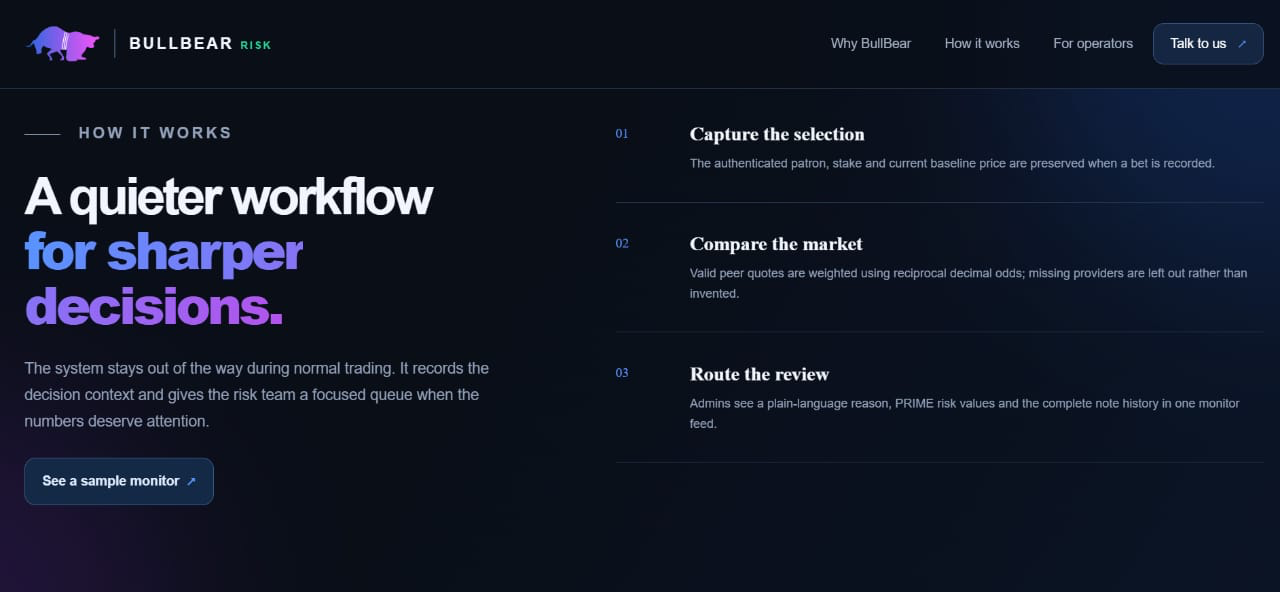 BULLBEAR RISK
Why BullBear
How it works
For operators
Talk to us ↗
HOW IT WORKS
A quieter workflow
for sharper
decisions.
The system stays out of the way during normal trading. It records the
decision context and gives the risk team a focused queue when the
numbers deserve attention.
See a sample monitor ↗
01
Capture the selection
The authenticated patron, stake and current baseline price are preserved when a bet is recorded.
02
Compare the market
Valid peer quotes are weighted using reciprocal decimal odds; missing providers are left out rather than
invented.
03
Route the review
Admins see a plain-language reason, PRIME risk values and the complete note history in one monitor
feed.